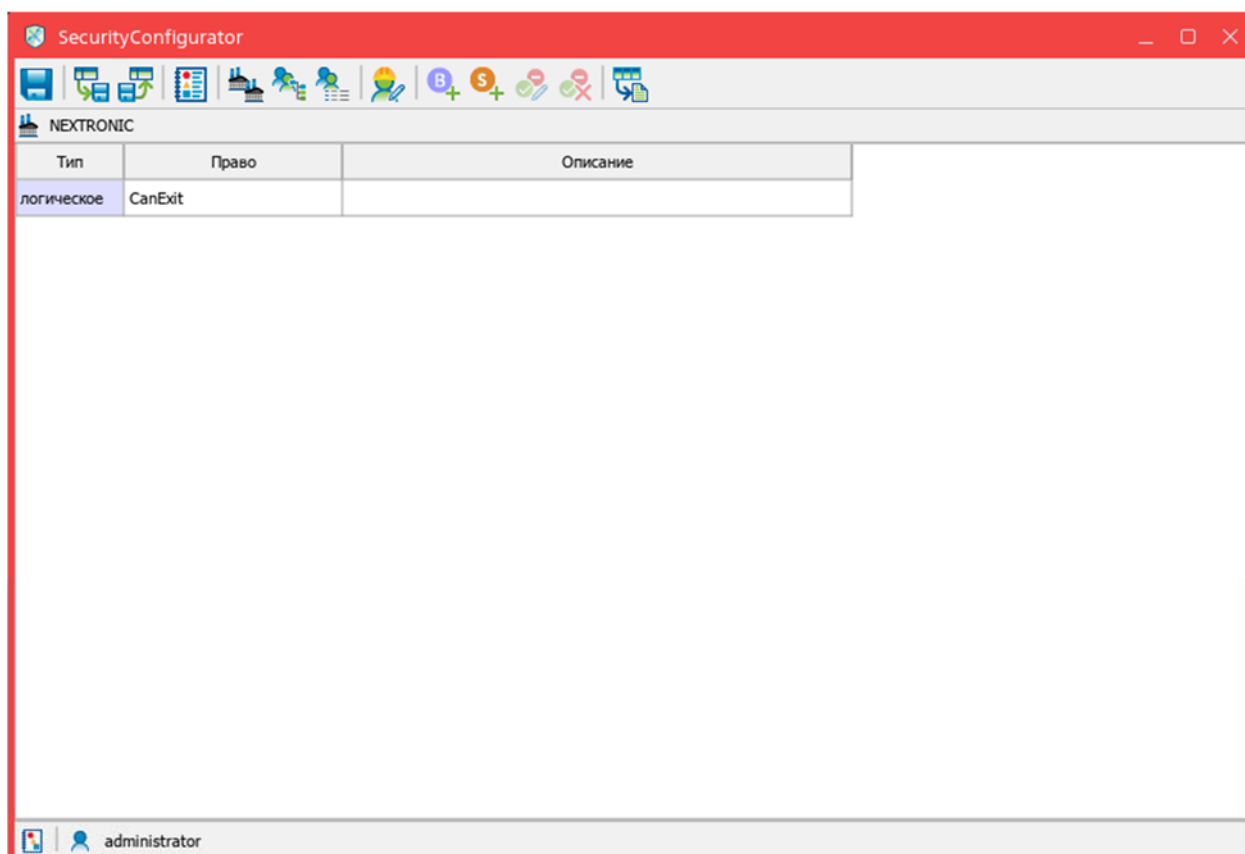 SecurityConfigurator
B S
NEXTRONIC
Тип Право Описание
логическое CanExit
administrator